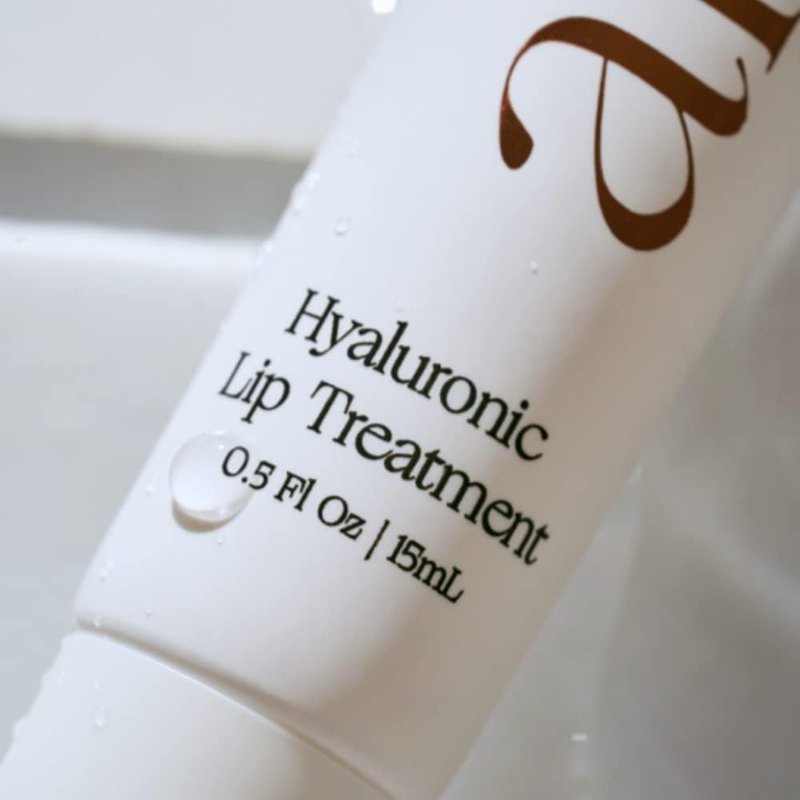 Hyaluronic
Lip Treatment
0.5 Fl Oz | 15mL